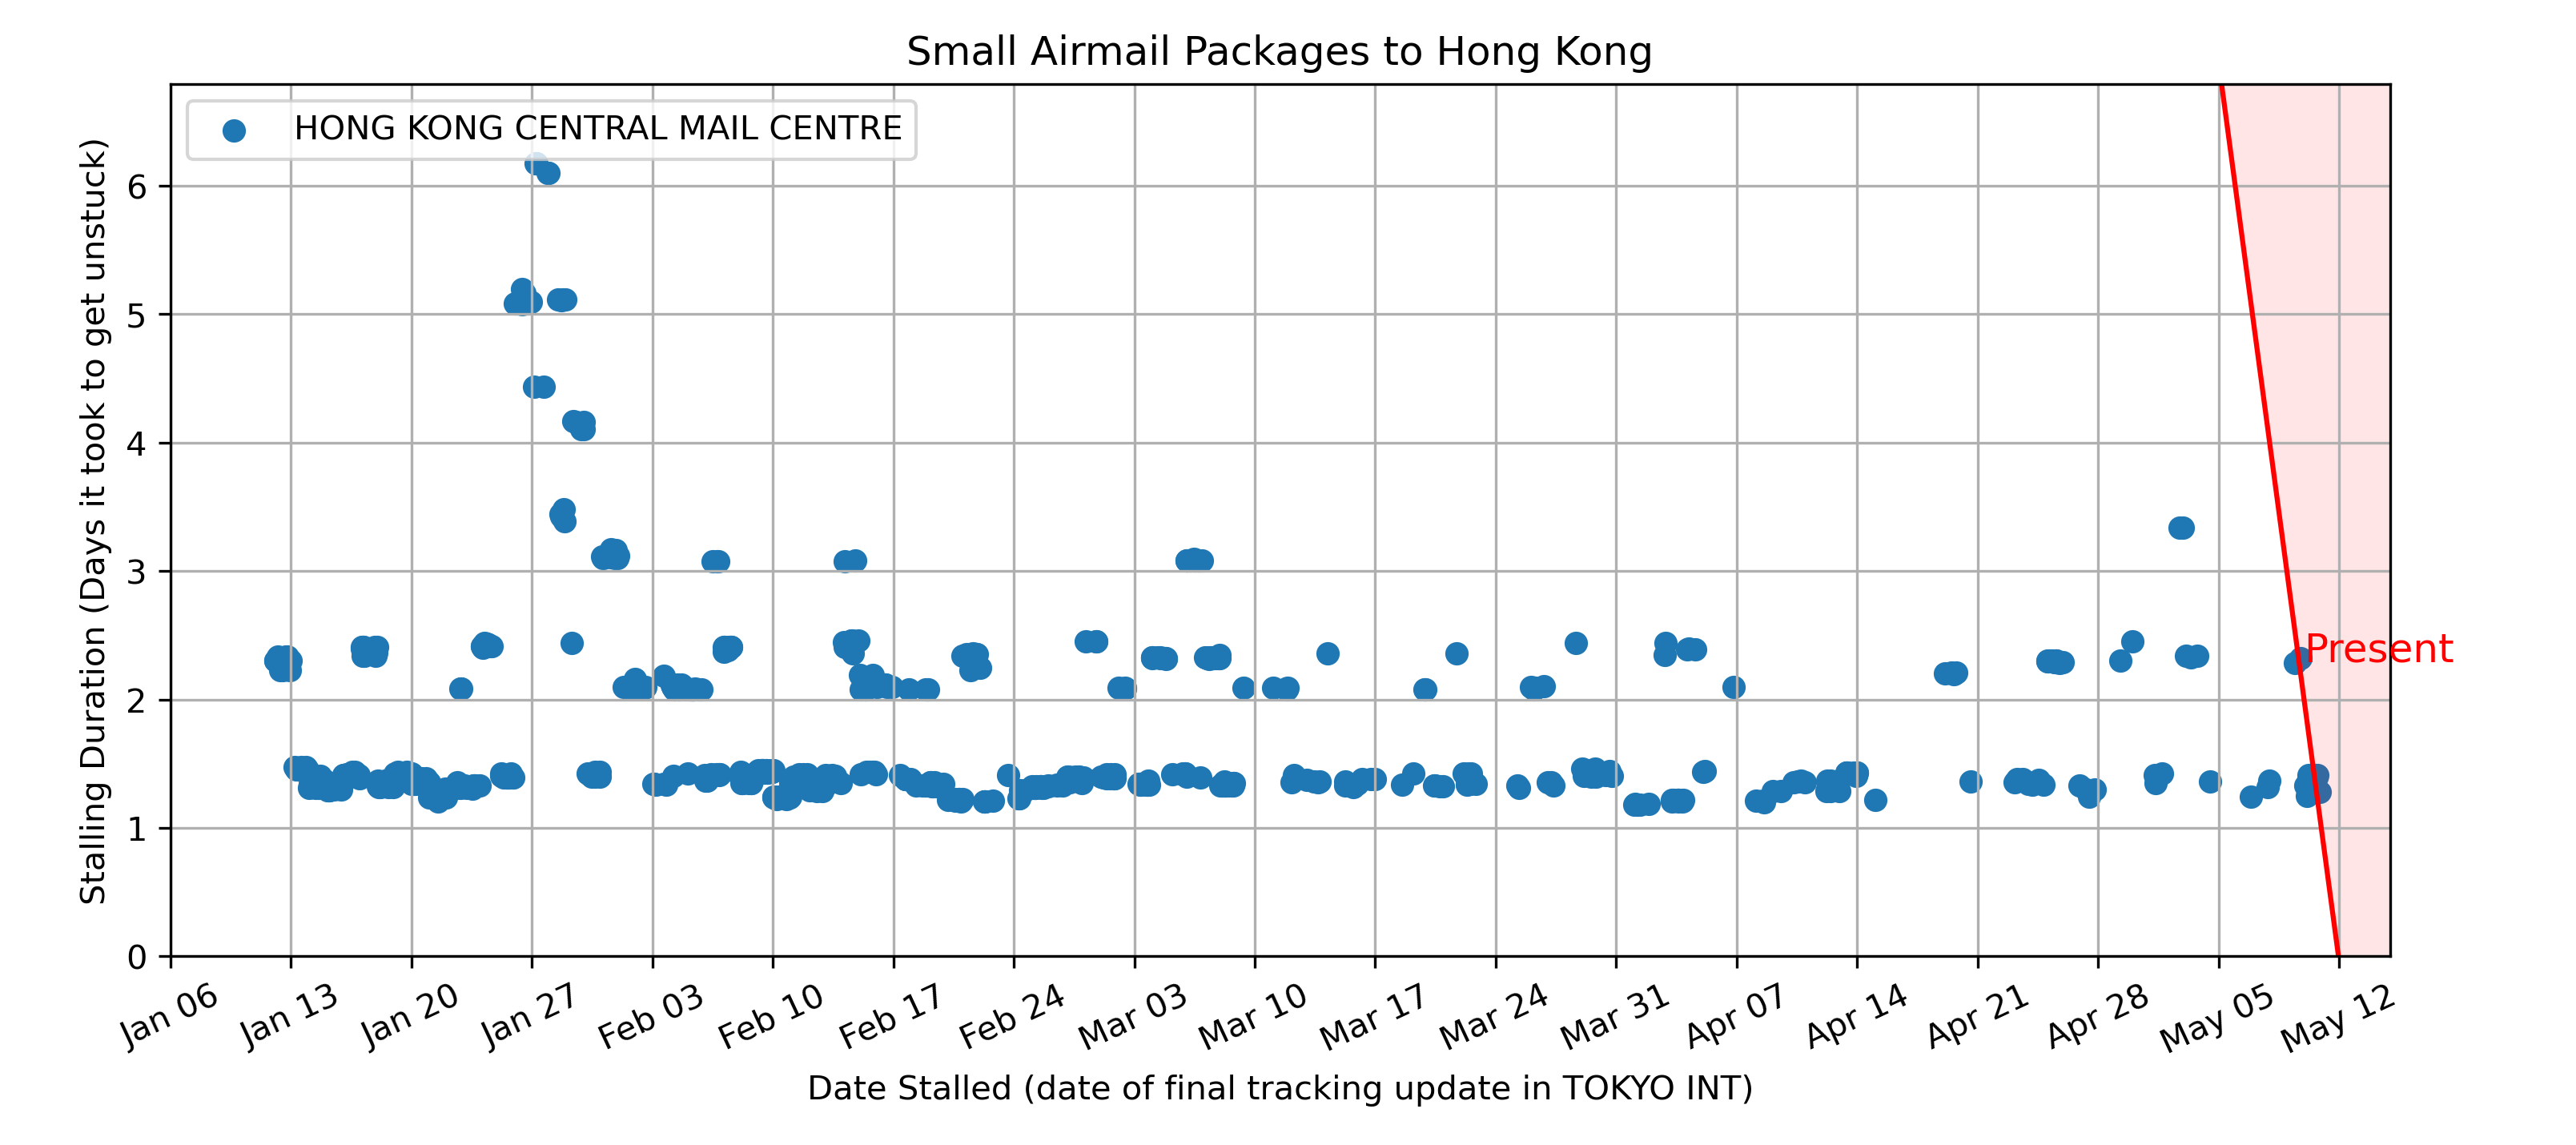 Small Airmail Packages to Hong Kong
HONG KONG CENTRAL MAIL CENTRE
Stalling Duration (Days it took to get unstuck)
6
5
4
3
2
1
0
Present
Jan 06
Jan 13
Jan 20
Jan 27
Feb 03
Feb 10
Feb 17
Feb 24
Mar 03
Mar 10
Mar 17
Mar 24
Mar 31
Apr 07
Apr 14
Apr 21
Apr 28
May 05
May 12
Date Stalled (date of final tracking update in TOKYO INT)